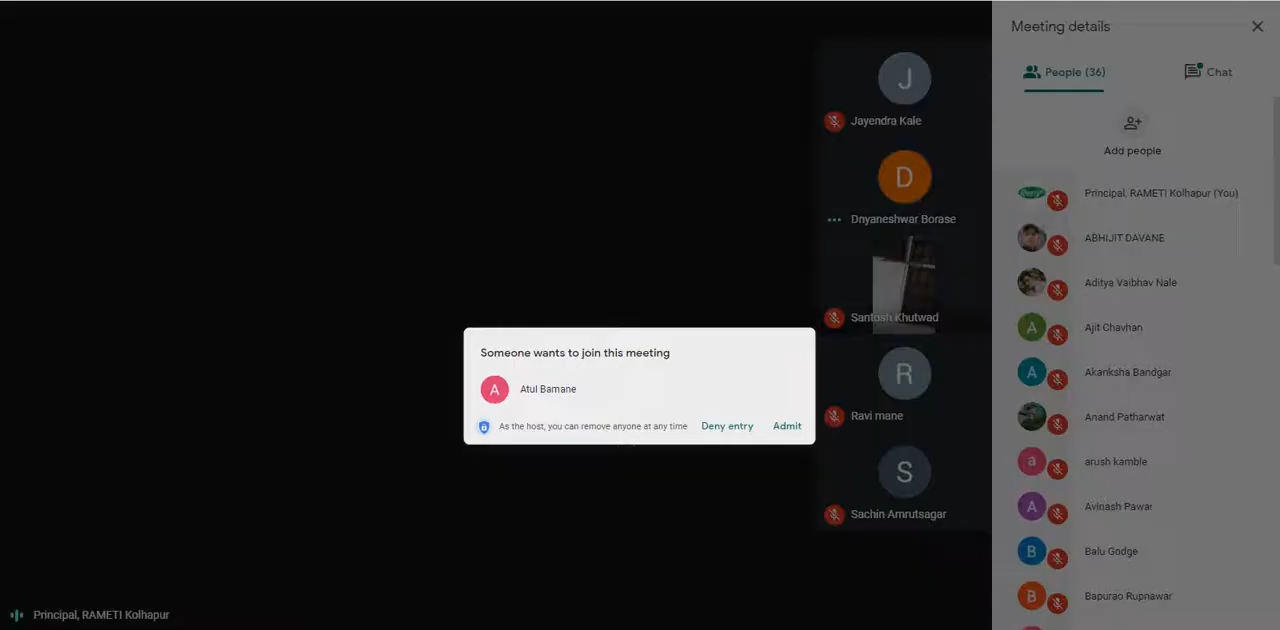 Meeting details
People (36)
Chat
Add people
Principal, RAMETI Kolhapur (You)
ABHIJIT DAVANE
Aditya Vaibhav Nale
A
Ajit Chavhan
A
Akanksha Bandgar
Anand Patharwat
a
arush kamble
A
Avinash Pawar
B
Balu Godge
B
Bapurao Rupnawar
J
Jayendra Kale
D
Dnyaneshwar Borase
Santosh Khutwad
R
Ravi mane
S
Sachin Amrutsagar
Someone wants to join this meeting
A
Atul Bamane
As the host, you can remove anyone at any time
Deny entry
Admit
Principal, RAMETI Kolhapur